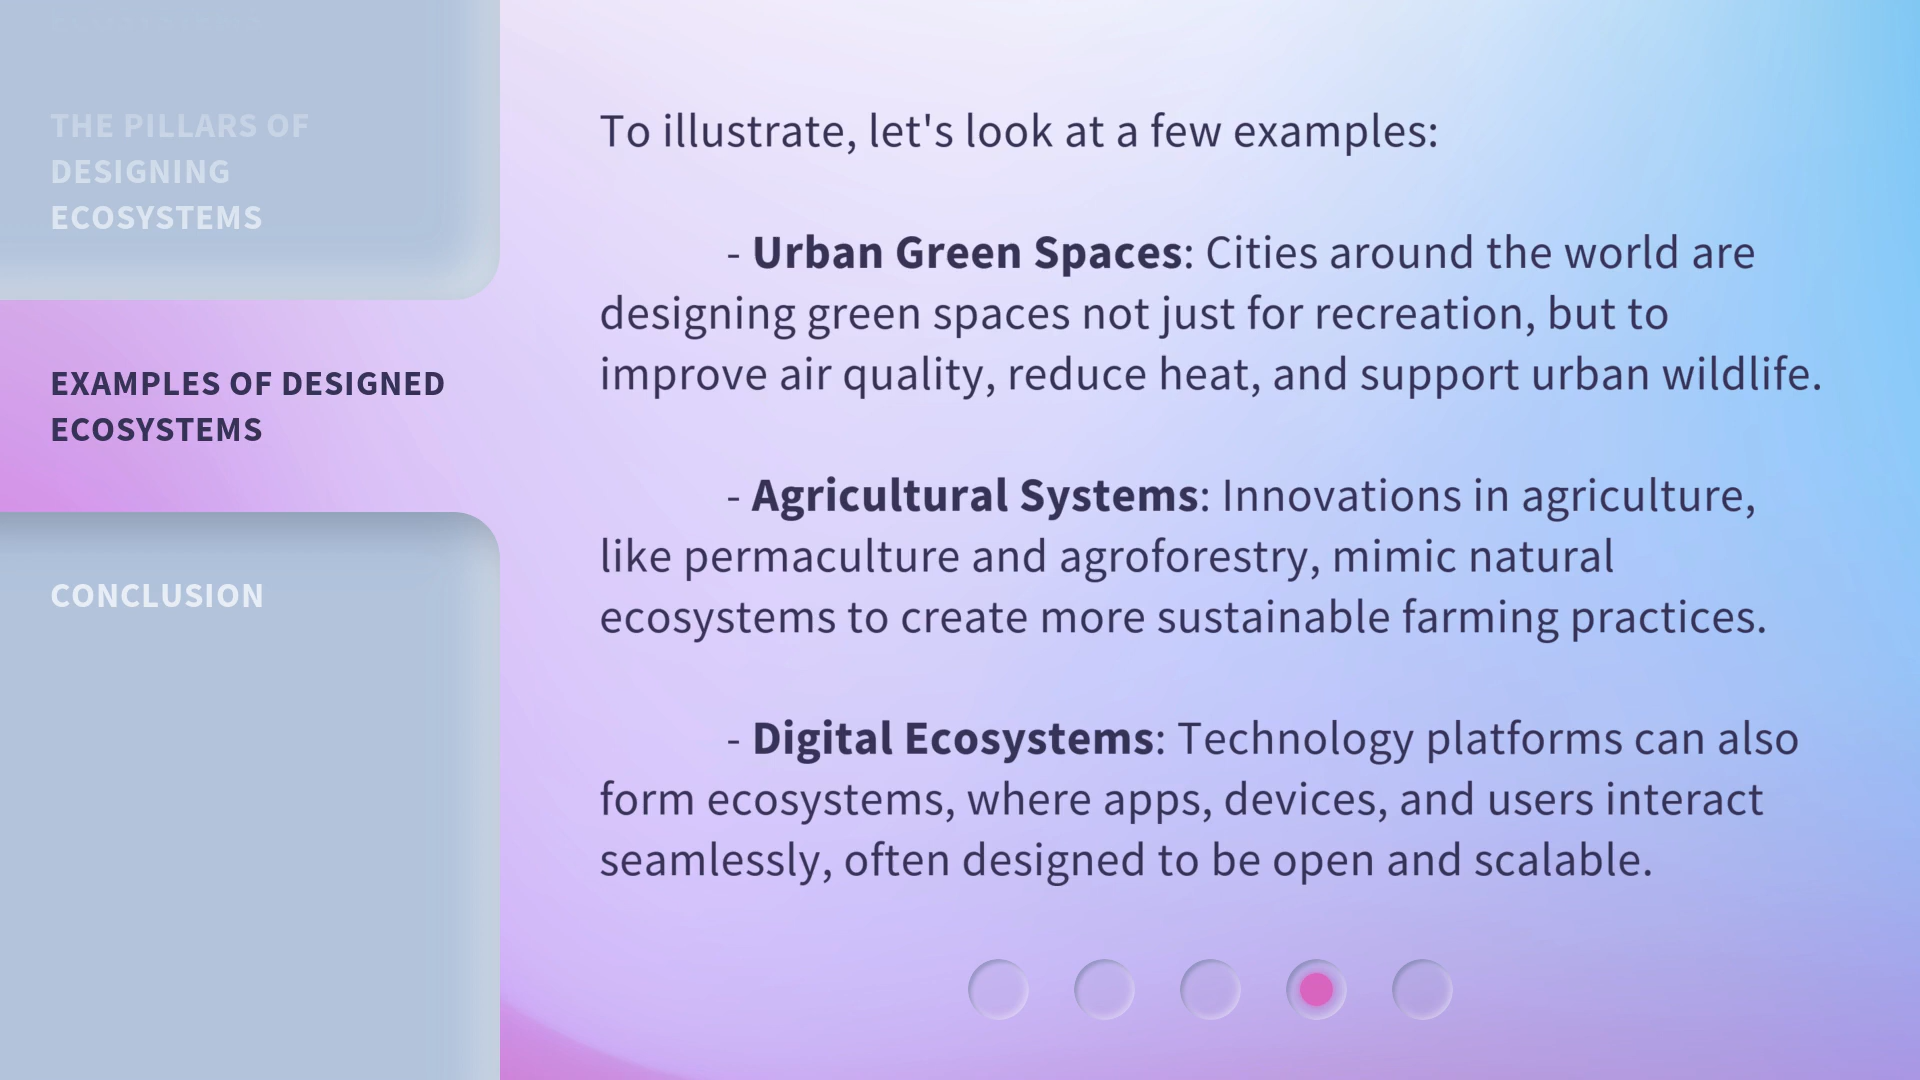 THE PILLARS OF
DESIGNING
ECOSYSTEMS
EXAMPLES OF DESIGNED
ECOSYSTEMS
CONCLUSION
To illustrate, let's look at a few examples:
- Urban Green Spaces: Cities around the world are
designing green spaces not just for recreation, but to
improve air quality, reduce heat, and support urban wildlife.
- Agricultural Systems: Innovations in agriculture,
like permaculture and agroforestry, mimic natural
ecosystems to create more sustainable farming practices.
- Digital Ecosystems: Technology platforms can also
form ecosystems, where apps, devices, and users interact
seamlessly, often designed to be open and scalable.